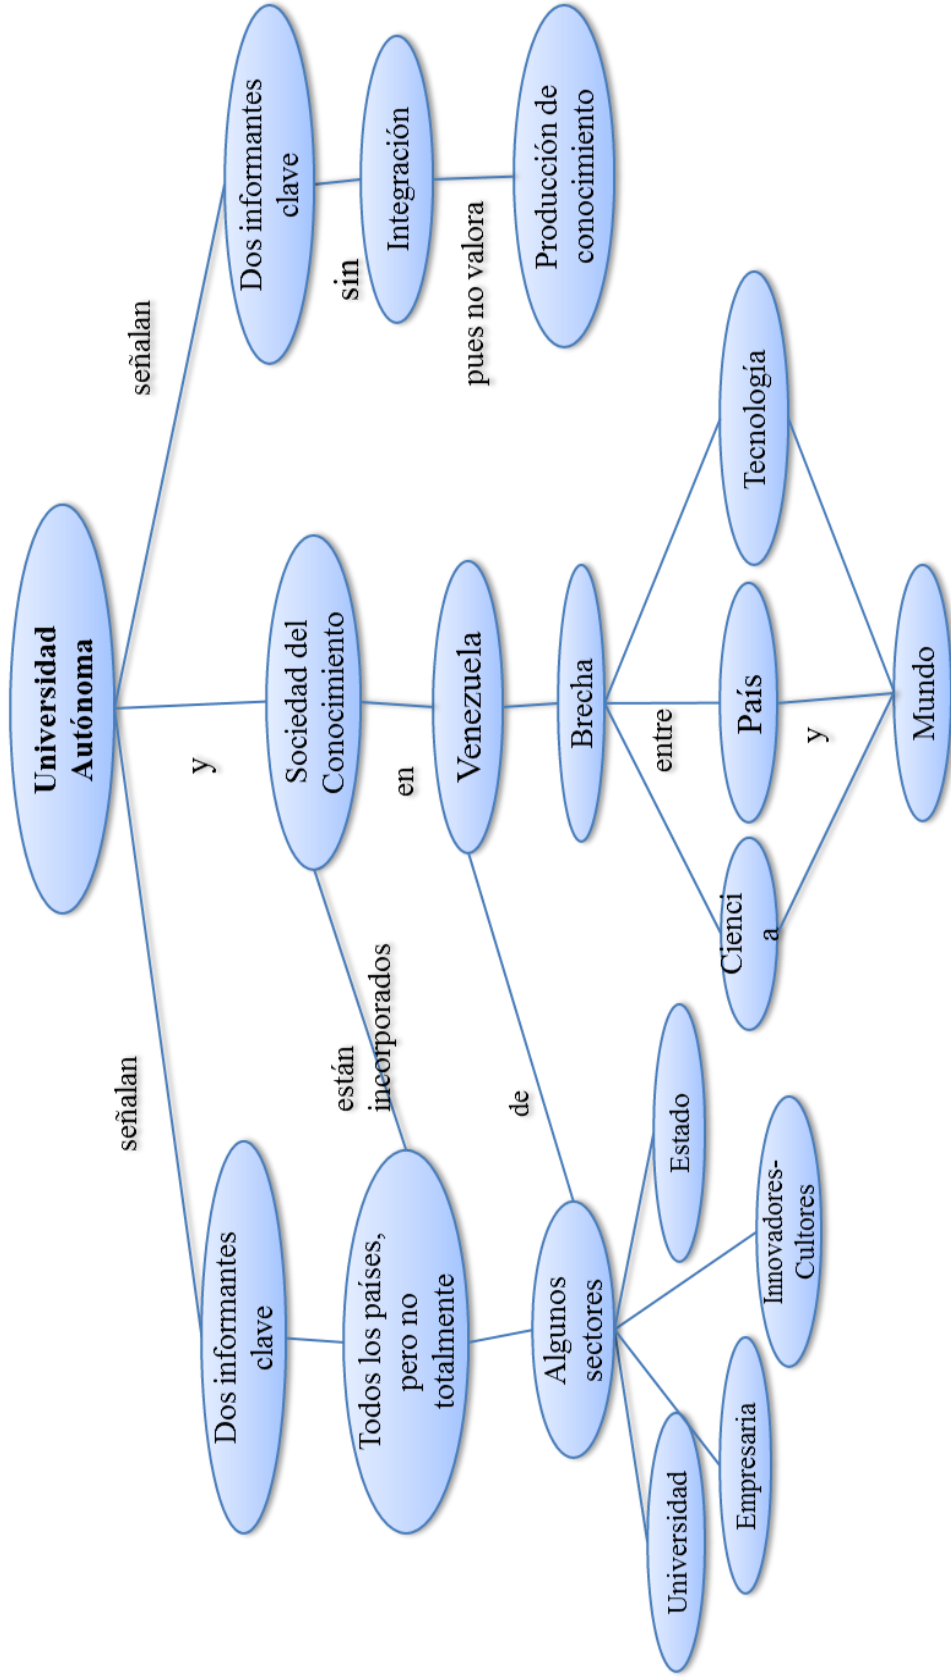 Universidad
Autónoma
señalan
y
señalan
Dos informantes
clave
Sociedad del
Conocimiento
Dos informantes
clave
están
incorporados
en
sin
Todos los países,
pero no
totalmente
Venezuela
Integración
de
pues no valora
Algunos
sectores
Brecha
Producción de
conocimiento
entre
Universidad
Empresaria
Innovadores-
Cultores
Estado
Cienci
a
País
Tecnología
y
Mundo